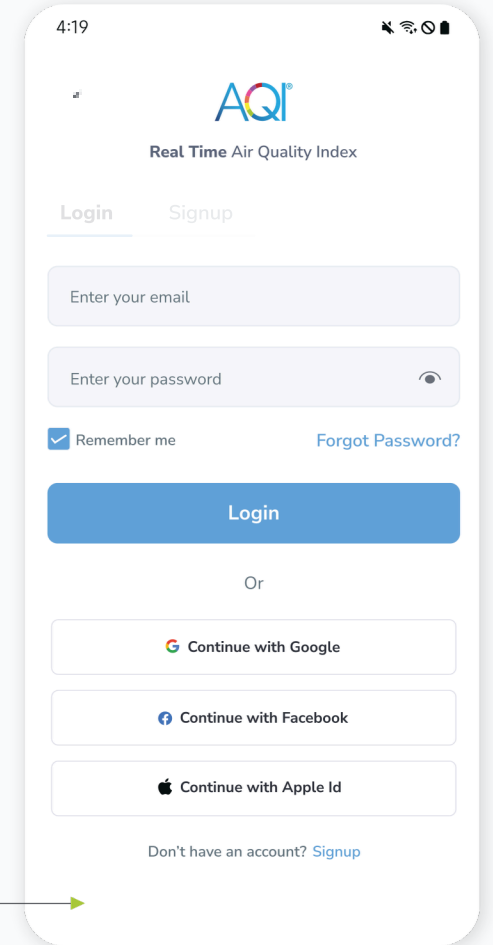 4:19
AQI®
Real Time Air Quality Index
Login Signup
Enter your email
Enter your password
Remember me Forgot Password?
Login
Or
Continue with Google
Continue with Facebook
Continue with Apple Id
Don't have an account? Signup